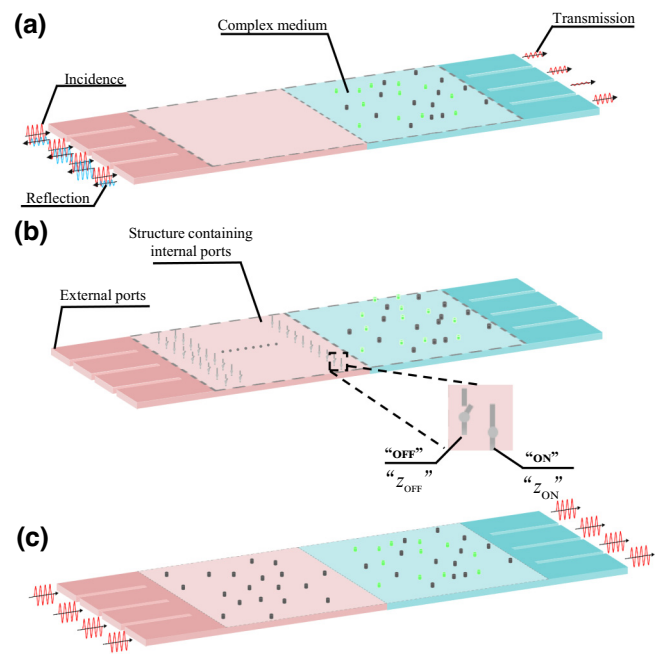 (a)
Complex medium
Transmission
Incidence
Reflection
(b)
Structure containing
internal ports
External ports
“OFF”
“ON”
“zOFF”
“zON”
(c)